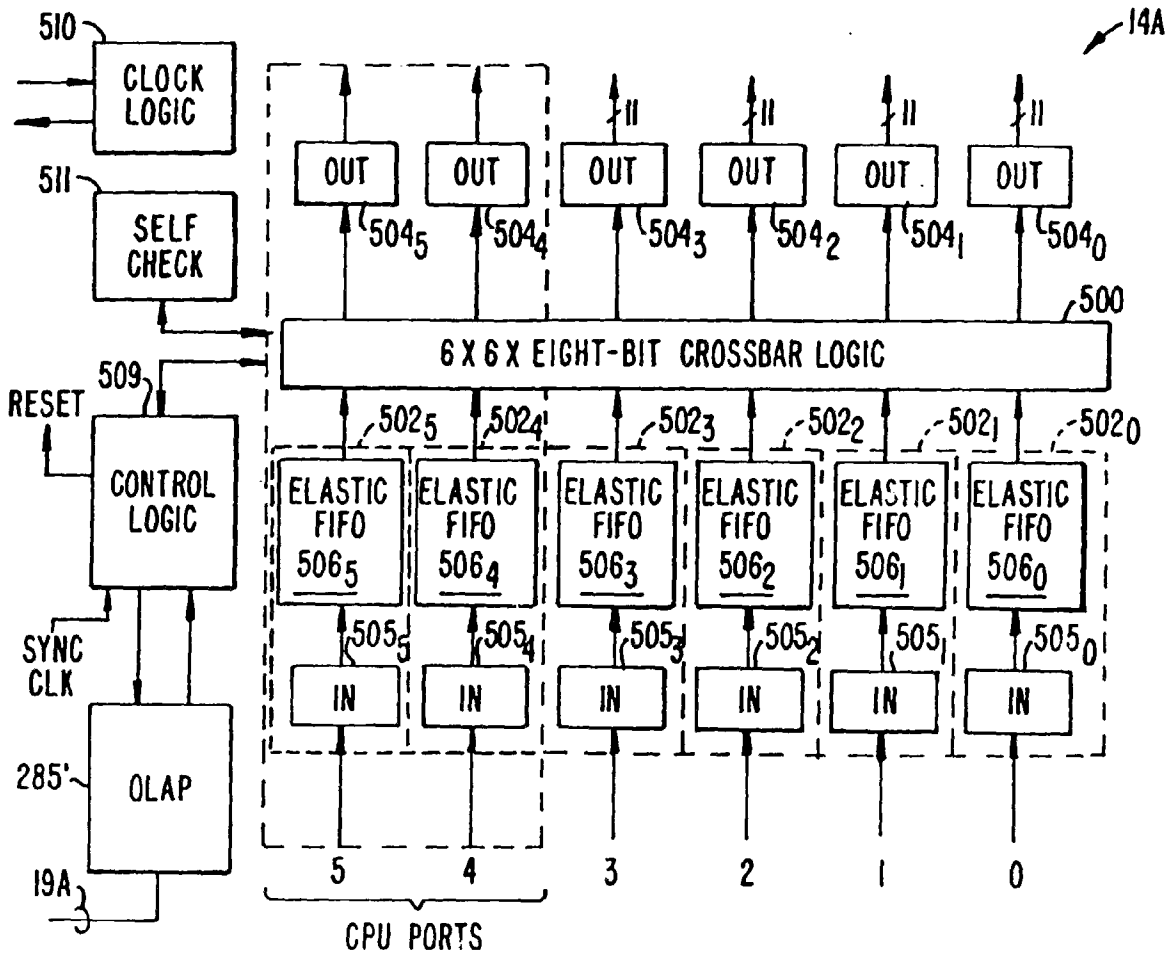 14A
510
CLOCK
LOGIC
11
11
11
11
OUT
OUT
OUT
OUT
OUT
OUT
511
SELF
CHECK
504₅
504₄
504₃
504₂
504₁
504₀
500
6 X 6 X EIGHT-BIT CROSSBAR LOGIC
509
RESET
CONTROL
LOGIC
502₅
502₄
502₃
502₂
502₁
502₀
ELASTIC
FIFO
506₅
ELASTIC
FIFO
506₄
ELASTIC
FIFO
506₃
ELASTIC
FIFO
506₂
ELASTIC
FIFO
506₁
ELASTIC
FIFO
506₀
SYNC
CLK
505₅
505₄
505₃
505₂
505₁
505₀
IN
IN
IN
IN
IN
IN
285'
OLAP
19A
5
4
3
2
1
0
CPU PORTS